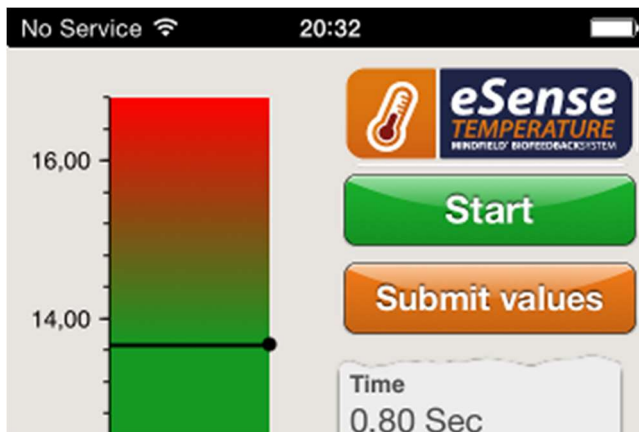 No Service 20:32
eSense
TEMPERATURE
MINDFIELD® BIOFEEDBACKSYSTEM
16,00
Start
Submit values
14,00
Time
0.80 Sec